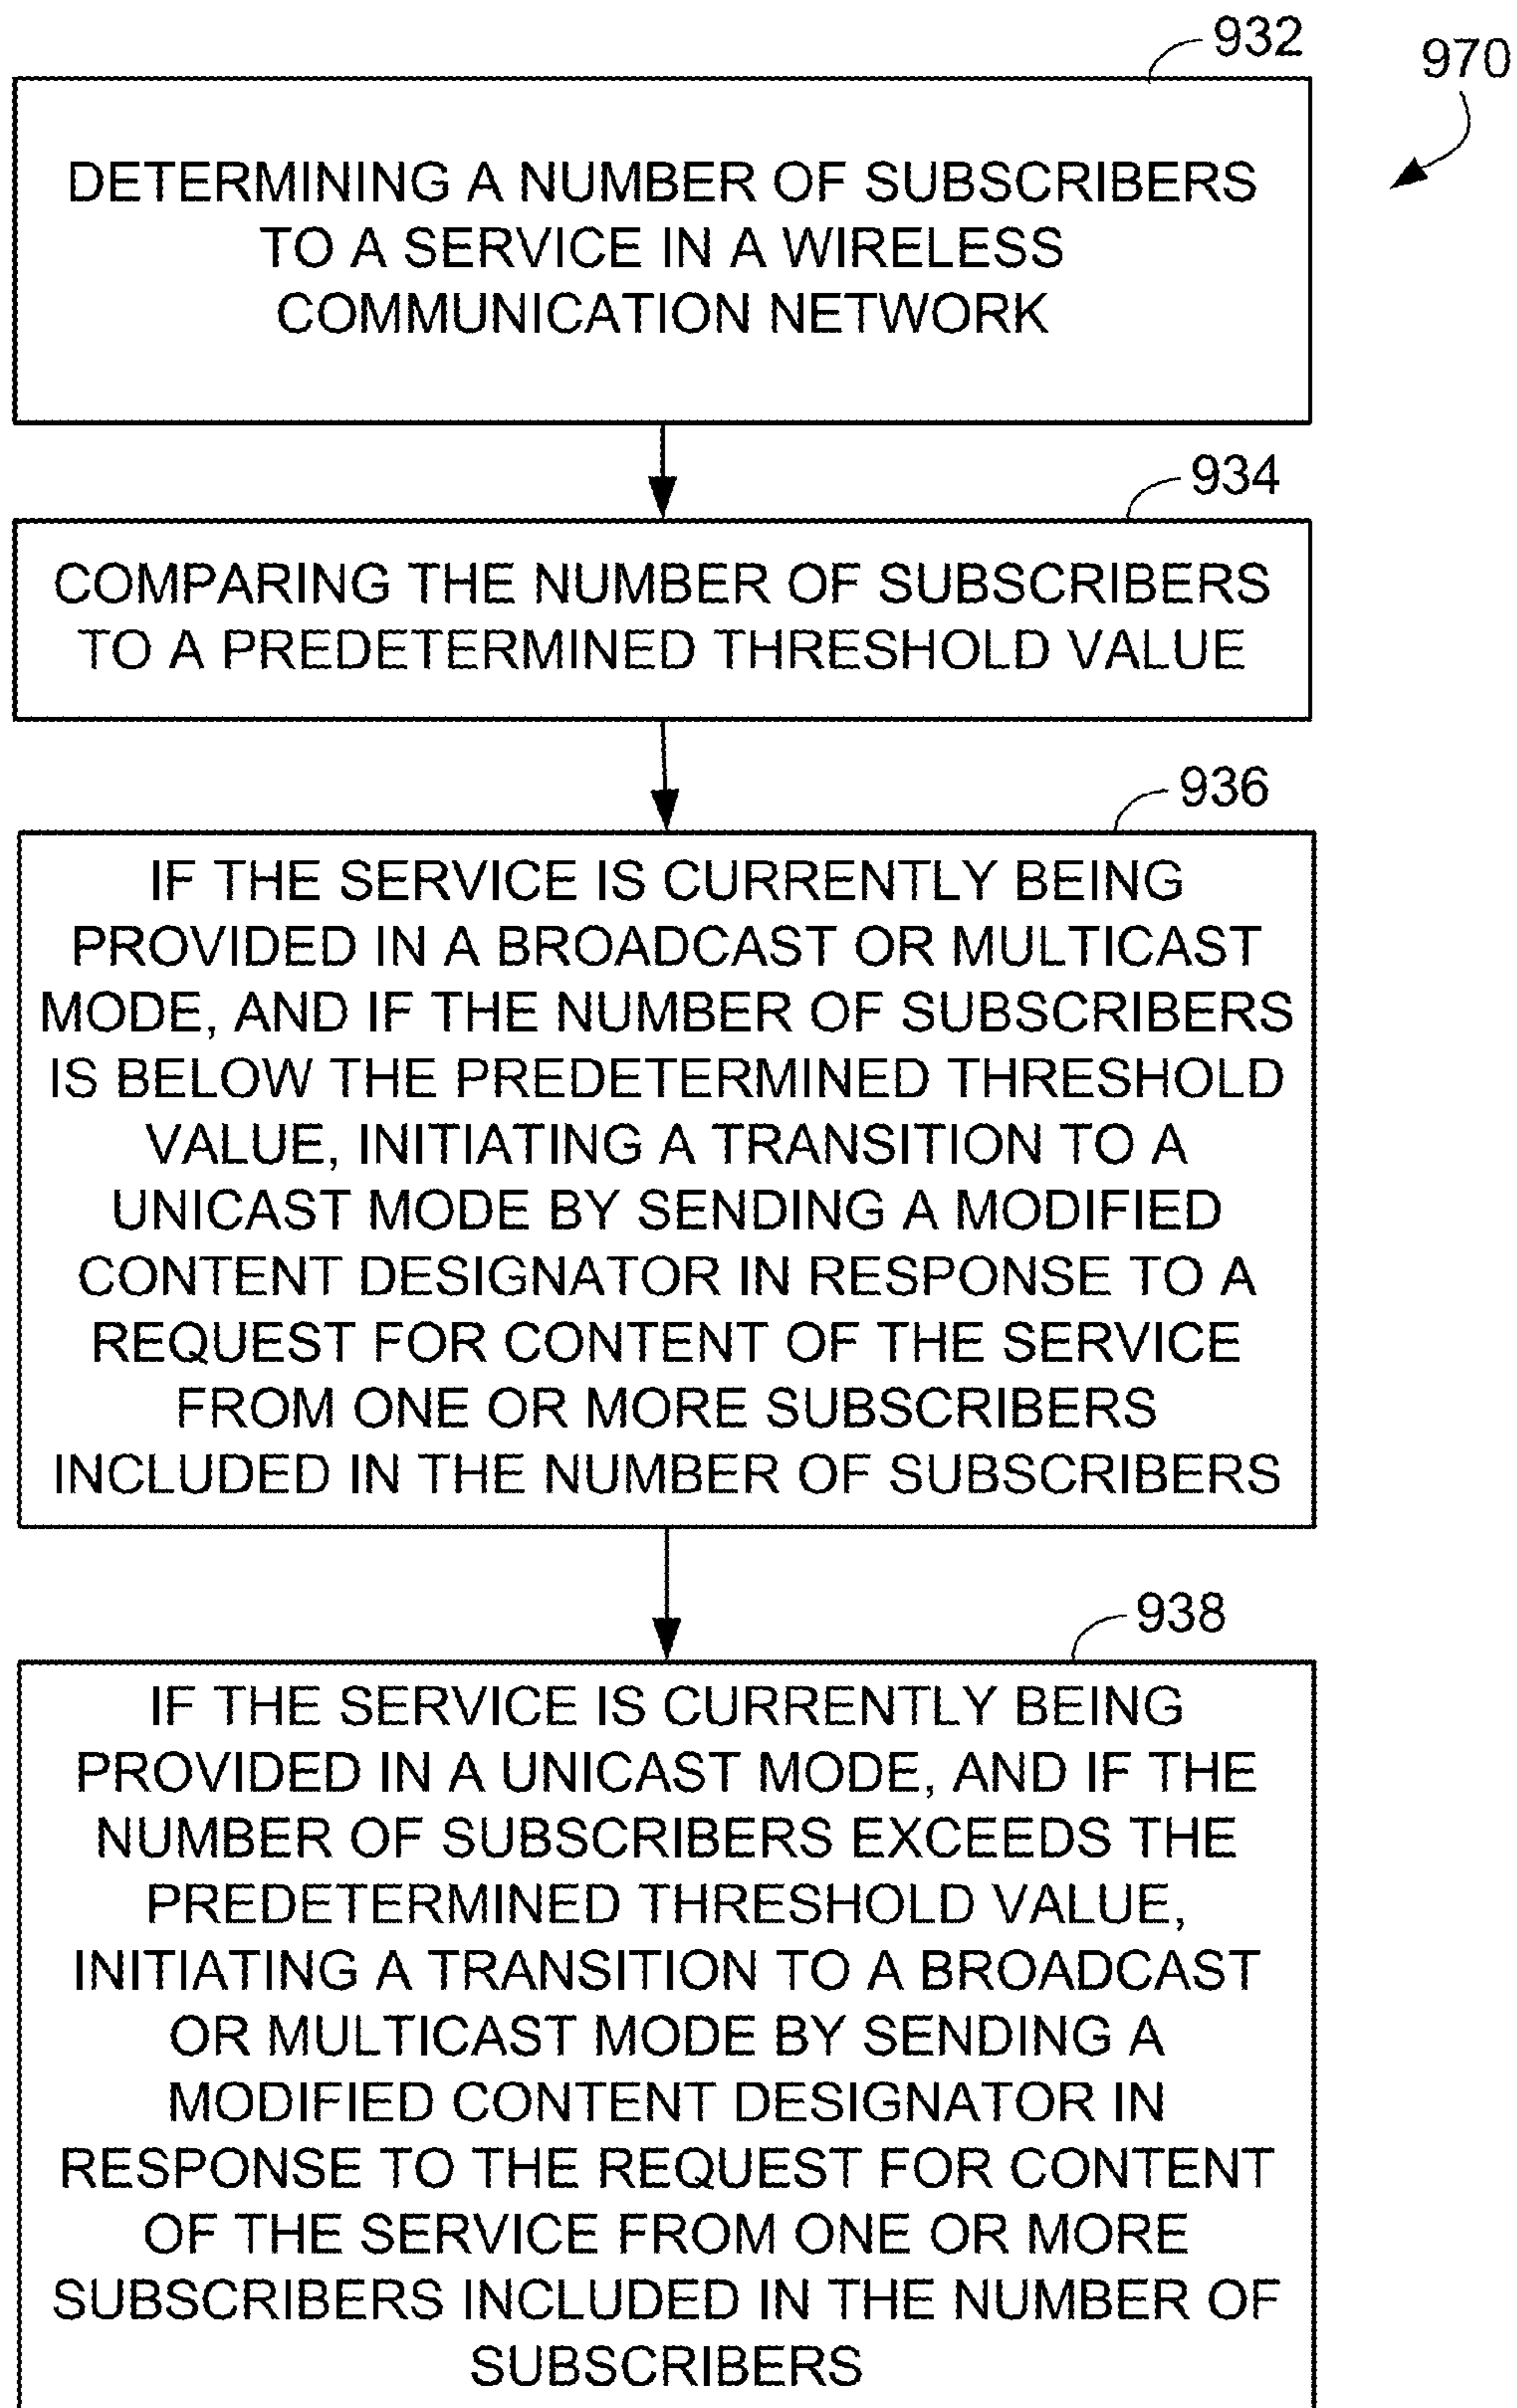 932
970
DETERMINING A NUMBER OF SUBSCRIBERS
TO A SERVICE IN A WIRELESS
COMMUNICATION NETWORK
934
COMPARING THE NUMBER OF SUBSCRIBERS
TO A PREDETERMINED THRESHOLD VALUE
936
IF THE SERVICE IS CURRENTLY BEING
PROVIDED IN A BROADCAST OR MULTICAST
MODE, AND IF THE NUMBER OF SUBSCRIBERS
IS BELOW THE PREDETERMINED THRESHOLD
VALUE, INITIATING A TRANSITION TO A
UNICAST MODE BY SENDING A MODIFIED
CONTENT DESIGNATOR IN RESPONSE TO A
REQUEST FOR CONTENT OF THE SERVICE
FROM ONE OR MORE SUBSCRIBERS
INCLUDED IN THE NUMBER OF SUBSCRIBERS
938
IF THE SERVICE IS CURRENTLY BEING
PROVIDED IN A UNICAST MODE, AND IF THE
NUMBER OF SUBSCRIBERS EXCEEDS THE
PREDETERMINED THRESHOLD VALUE,
INITIATING A TRANSITION TO A BROADCAST
OR MULTICAST MODE BY SENDING A
MODIFIED CONTENT DESIGNATOR IN
RESPONSE TO THE REQUEST FOR CONTENT
OF THE SERVICE FROM ONE OR MORE
SUBSCRIBERS INCLUDED IN THE NUMBER OF
SUBSCRIBERS